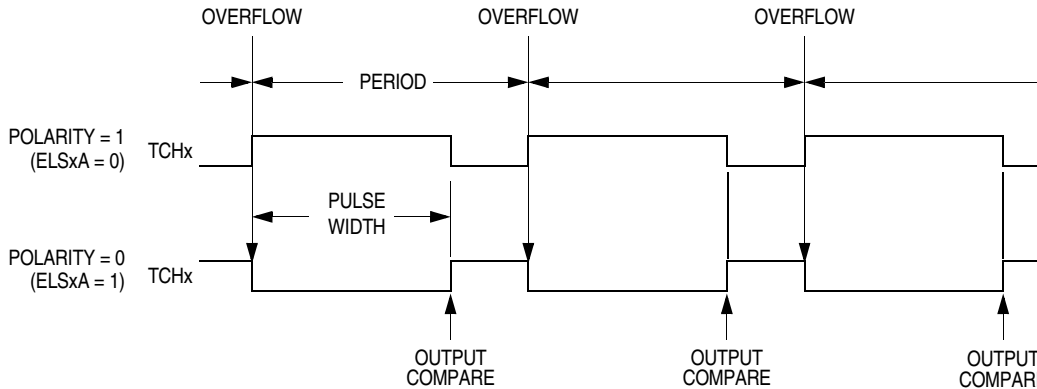 OVERFLOW OVERFLOW OVERFLOW
PERIOD
POLARITY = 1
(ELSxA = 0)
TCHx
PULSE
WIDTH
POLARITY = 0
(ELSxA = 1)
TCHx
OUTPUT
COMPARE
OUTPUT
COMPARE
OUTPUT
COMPAR